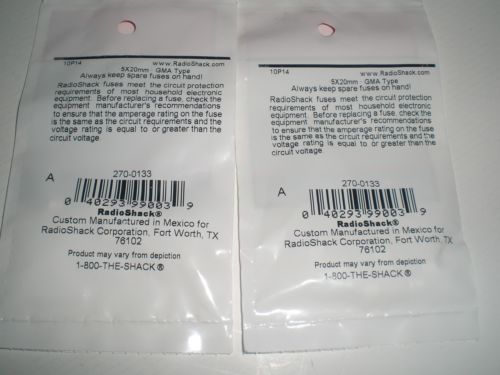 10P14 www.RadioShack.com
5X20mm · GMA Type
Always keep spare fuses on hand!
RadioShack fuses meet the circuit protection
requirements of most household electronic
equipment. Before replacing a fuse, check the
equipment manufacturer's recommendations
to ensure that the amperage rating on the fuse
is the same as the circuit requirements and the
voltage rating is equal to or greater than the
circuit voltage.
A
270-0133
0 40293 99003 9
RadioShack®
Custom Manufactured in Mexico for
RadioShack Corporation, Fort Worth, TX
76102
Product may vary from depiction
1-800-THE-SHACK®
10P14 www.RadioShack.com
5X20mm · GMA Type
Always keep spare fuses on hand!
RadioShack fuses meet the circuit protection
requirements of most household electronic
equipment. Before replacing a fuse, check the
equipment manufacturer's recommendations
to ensure that the amperage rating on the fuse
is the same as the circuit requirements and the
voltage rating is equal to or greater than the
circuit voltage
A
270-0133
0 40293 99003 9
RadioShack®
Custom Manufactured in Mexico for
RadioShack Corporation, Fort Worth, TX
76102
Product may vary from depiction
1-800-THE-SHACK®